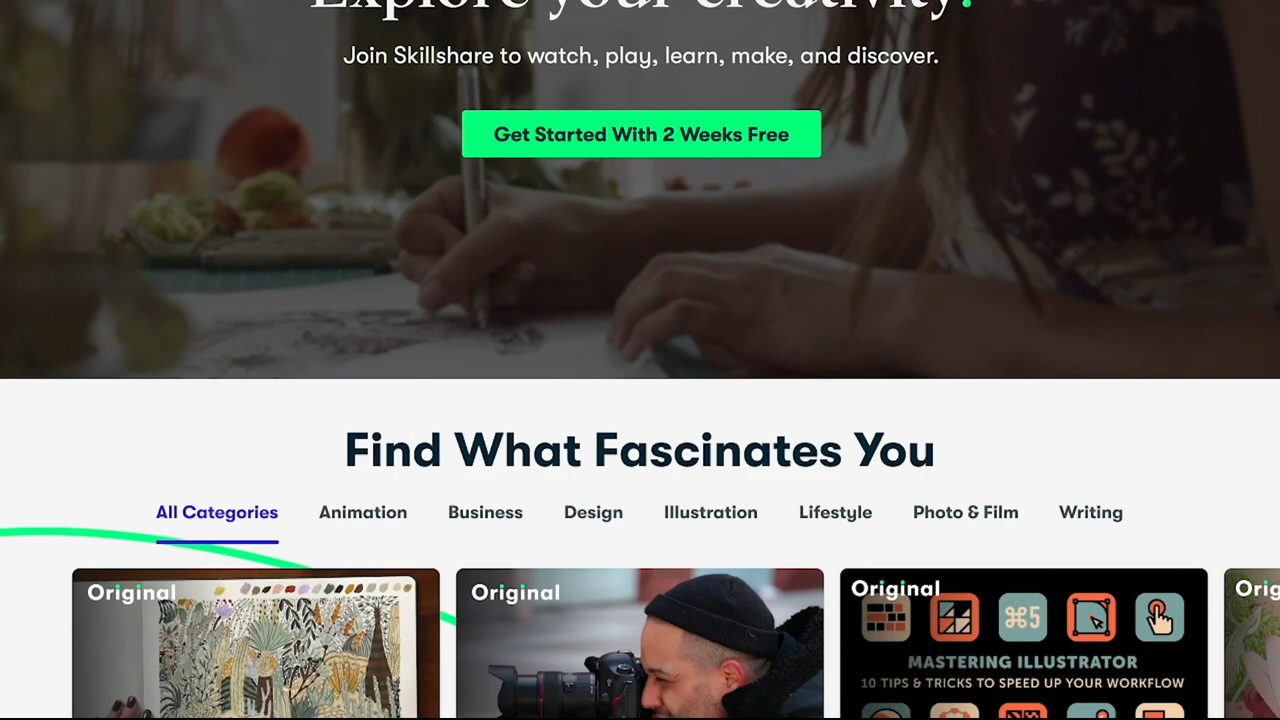 Explore your creativity.
Join Skillshare to watch, play, learn, make, and discover.
Get Started With 2 Weeks Free
Find What Fascinates You
All Categories Animation Business Design Illustration Lifestyle Photo & Film Writing
Original Original Original
⌘5
MASTERING ILLUSTRATOR
10 TIPS & TRICKS TO SPEED UP YOUR WORKFLOW